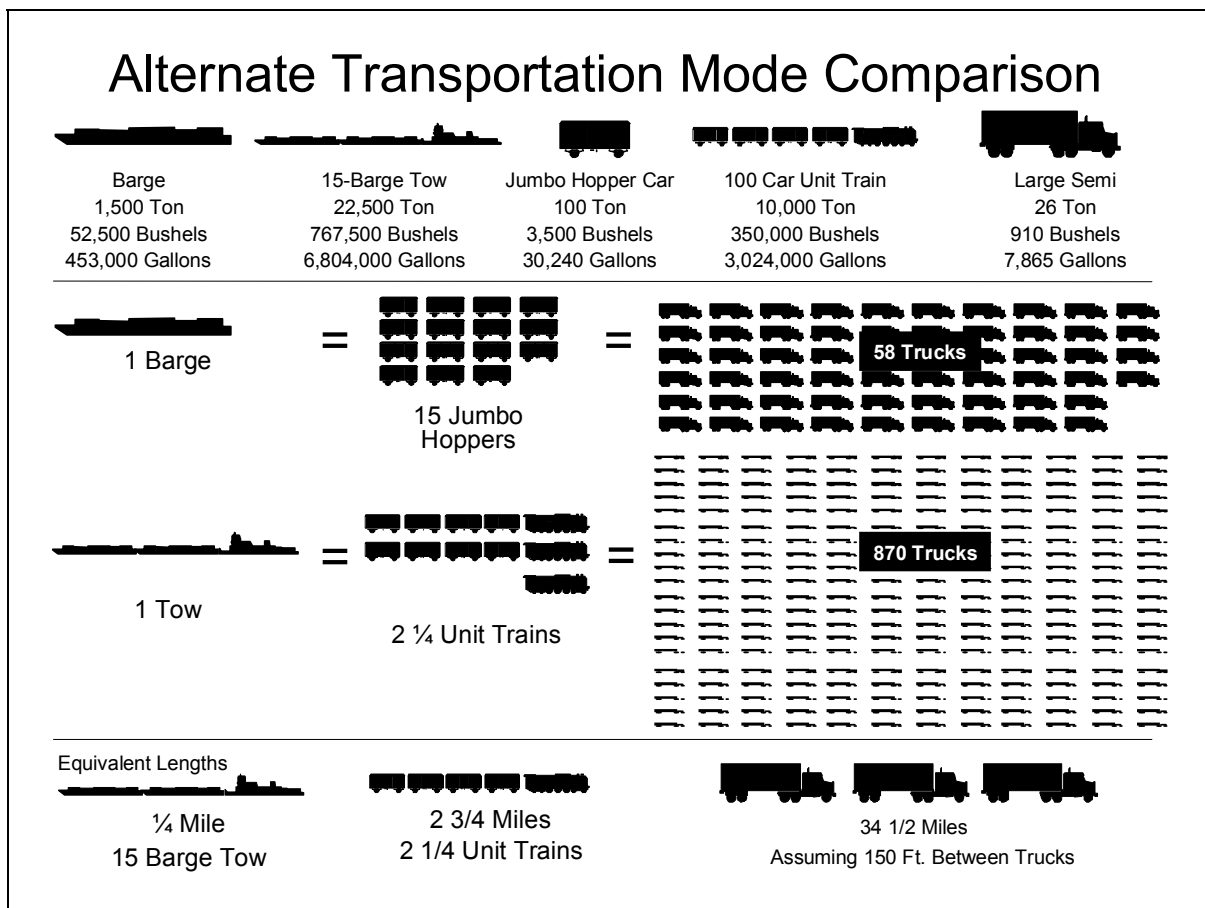 Alternate Transportation Mode Comparison
Barge
1,500 Ton
52,500 Bushels
453,000 Gallons
15-Barge Tow
22,500 Ton
767,500 Bushels
6,804,000 Gallons
Jumbo Hopper Car
100 Ton
3,500 Bushels
30,240 Gallons
100 Car Unit Train
10,000 Ton
350,000 Bushels
3,024,000 Gallons
Large Semi
26 Ton
910 Bushels
7,865 Gallons
1 Barge
=
15 Jumbo
Hoppers
=
58 Trucks
1 Tow
=
2 ¼ Unit Trains
=
870 Trucks
Equivalent Lengths
¼ Mile
15 Barge Tow
2 3/4 Miles
2 1/4 Unit Trains
34 1/2 Miles
Assuming 150 Ft. Between Trucks